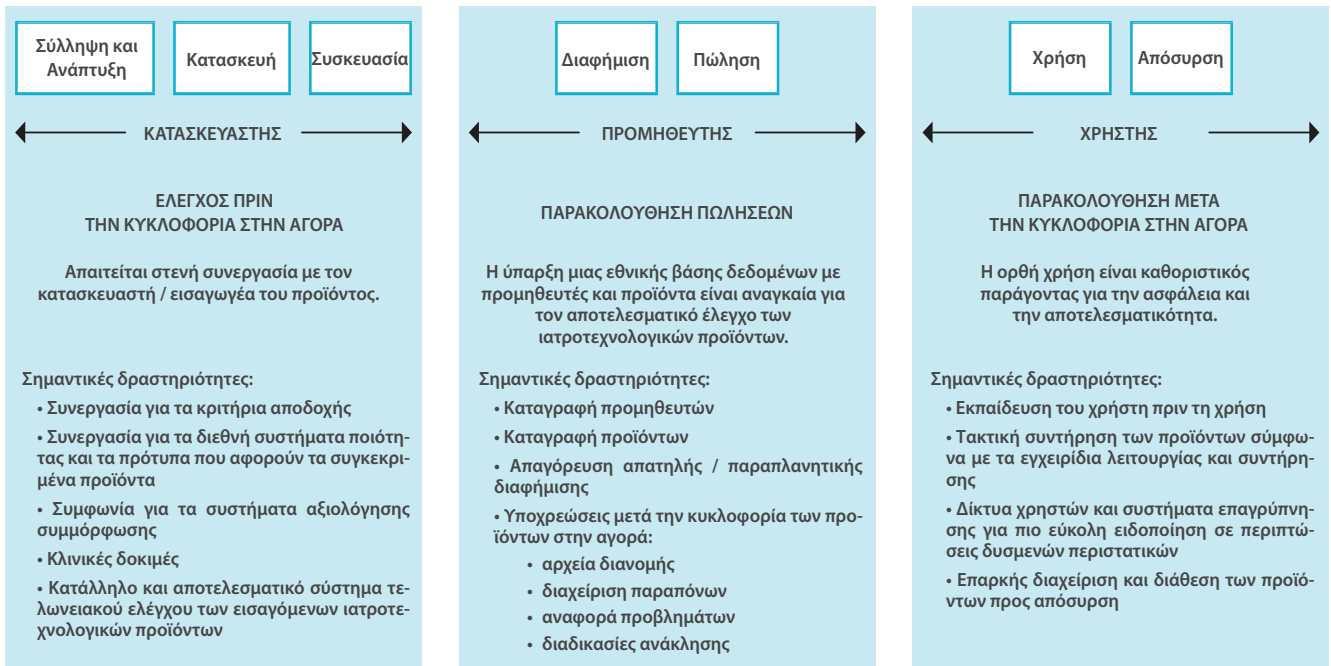 Σύλληψη και
Ανάπτυξη
Κατασκευή
Συσκευασία
ΚΑΤΑΣΚΕΥΑΣΤΗΣ
ΕΛΕΓΧΟΣ ΠΡΙΝ
ΤΗΝ ΚΥΚΛΟΦΟΡΙΑ ΣΤΗΝ ΑΓΟΡΑ
Απαιτείται στενή συνεργασία με τον
κατασκευαστή / εισαγωγέα του προϊόντος.
Σημαντικές δραστηριότητες:
• Συνεργασία για τα κριτήρια αποδοχής
• Συνεργασία για τα διεθνή συστήματα ποιότη-
τας και τα πρότυπα που αφορούν τα συγκεκρι-
μένα προϊόντα
• Συμφωνία για τα συστήματα αξιολόγησης
συμμόρφωσης
• Κλινικές δοκιμές
• Κατάλληλο και αποτελεσματικό σύστημα τε-
λωνειακού ελέγχου των εισαγόμενων ιατροτε-
χνολογικών προϊόντων
Διαφήμιση
Πώληση
ΠΡΟΜΗΘΕΥΤΗΣ
ΠΑΡΑΚΟΛΟΥΘΗΣΗ ΠΩΛΗΣΕΩΝ
Η ύπαρξη μιας εθνικής βάσης δεδομένων με
προμηθευτές και προϊόντα είναι αναγκαία για
τον αποτελεσματικό έλεγχο των
ιατροτεχνολογικών προϊόντων.
Σημαντικές δραστηριότητες:
• Καταγραφή προμηθευτών
• Καταγραφή προϊόντων
• Απαγόρευση απατηλής / παραπλανητικής
διαφήμισης
• Υποχρεώσεις μετά την κυκλοφορία των προ-
ϊόντων στην αγορά:
• αρχεία διανομής
• διαχείριση παραπόνων
• αναφορά προβλημάτων
• διαδικασίες ανάκλησης
Χρήση
Απόσυρση
ΧΡΗΣΤΗΣ
ΠΑΡΑΚΟΛΟΥΘΗΣΗ ΜΕΤΑ
ΤΗΝ ΚΥΚΛΟΦΟΡΙΑ ΣΤΗΝ ΑΓΟΡΑ
Η ορθή χρήση είναι καθοριστικός
παράγοντας για την ασφάλεια και
την αποτελεσματικότητα.
Σημαντικές δραστηριότητες:
• Εκπαίδευση του χρήστη πριν τη χρήση
• Τακτική συντήρηση των προϊόντων σύμφω-
να με τα εγχειρίδια λειτουργίας και συντήρη-
σης
• Δίκτυα χρηστών και συστήματα επαγρύπνη-
σης για πιο εύκολη ειδοποίηση σε περιπτώ-
σεις δυσμενών περιστατικών
• Επαρκής διαχείριση και διάθεση των προϊό-
ντων προς απόσυρση